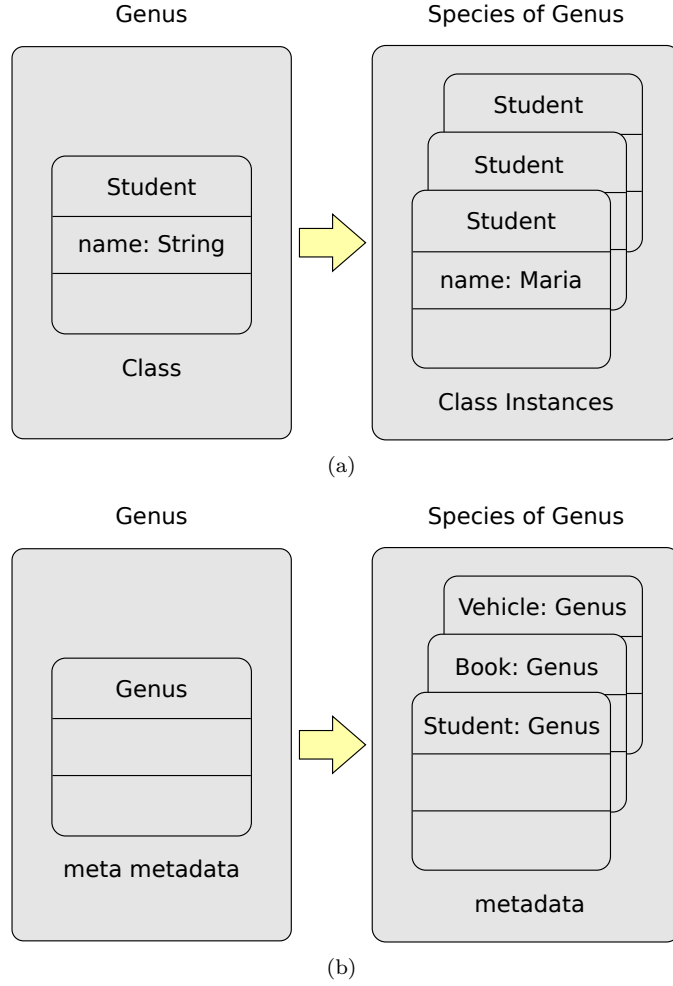 Genus
Species of Genus
Student
name: String
Class
Student
Student
Student
name: Maria
Class Instances
(a)
Genus
Species of Genus
Genus
meta metadata
Vehicle: Genus
Book: Genus
Student: Genus
metadata
(b)